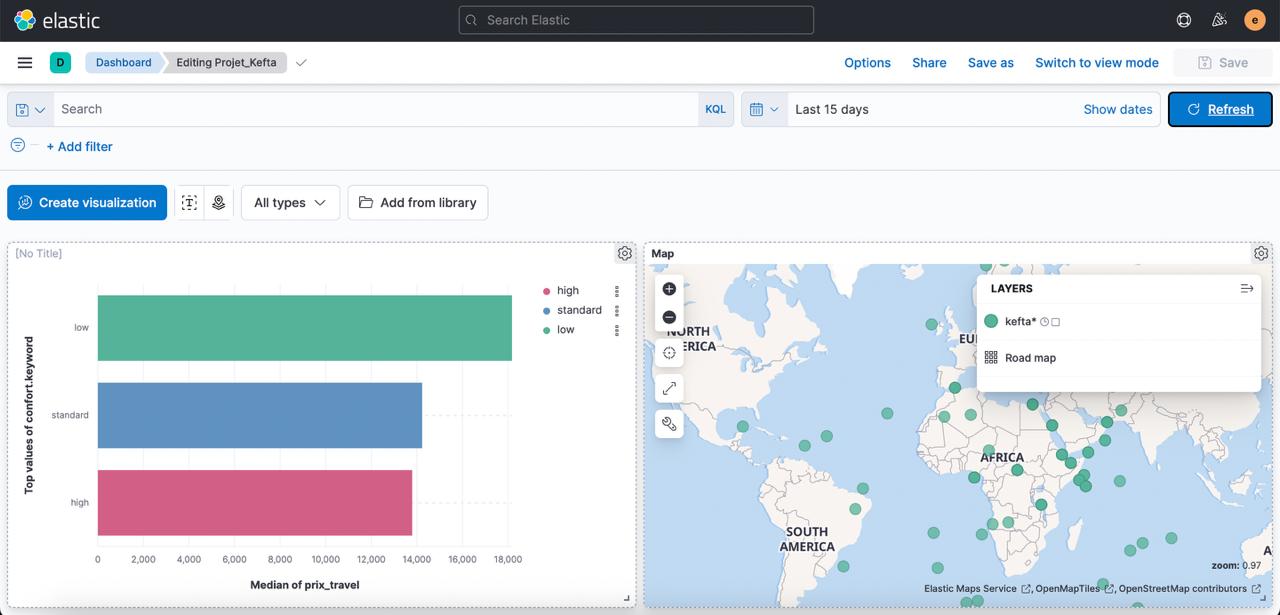 elastic
Search Elastic
e
D
Dashboard
Editing Projet_Kefta
Options
Share
Save as
Switch to view mode
Save
Search
KQL
Last 15 days
Show dates
Refresh
+ Add filter
Create visualization
T
All types
Add from library
[No Title]
Top values of confort.keyword
low
standard
high
0 2,000 4,000 6,000 8,000 10,000 12,000 14,000 16,000 18,000
Median of prix_travel
high
standard
low
Map
LAYERS
kefta*
Road map
NORTH
ERICA
EU
AFRICA
SOUTH
AMERICA
A
zoom: 0.97
Elastic Maps Service , OpenMapTiles , OpenStreetMap contributors